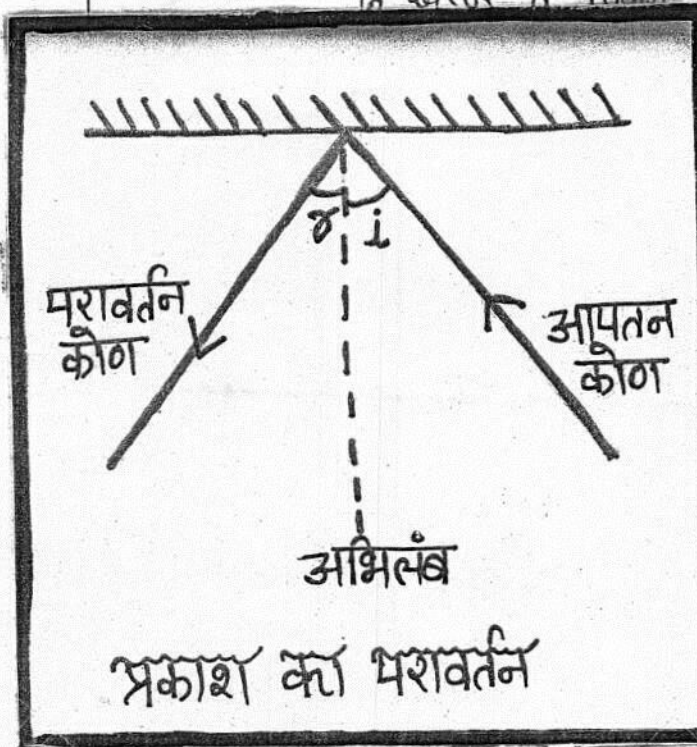 r i
परावर्तन
कोण
आपतन
कोण
अभिलंब
प्रकाश का परावर्तन